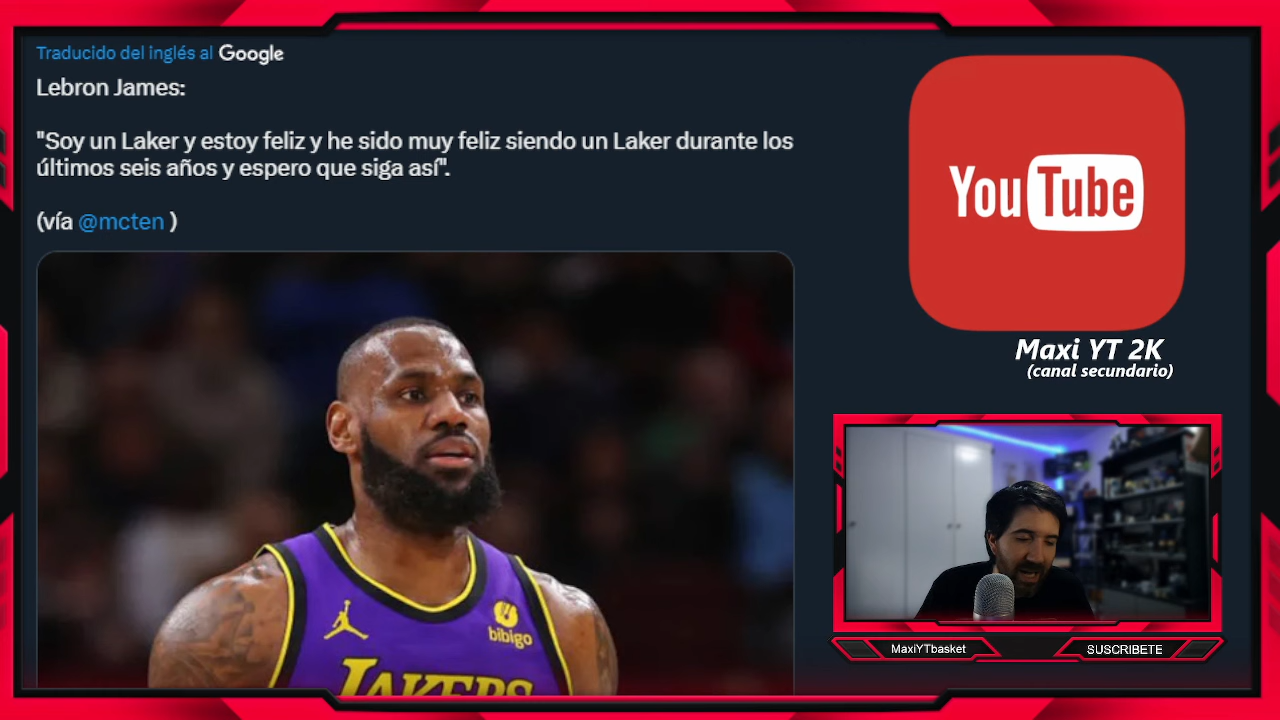 Traducido del inglés al Google
Lebron James:
"Soy un Laker y estoy feliz y he sido muy feliz siendo un Laker durante los
últimos seis años y espero que siga así".
(vía @mcten )
YouTube
Maxi YT 2K
(canal secundario)
bibigo
LAKERS
MaxiYTbasket
SUSCRIBETE